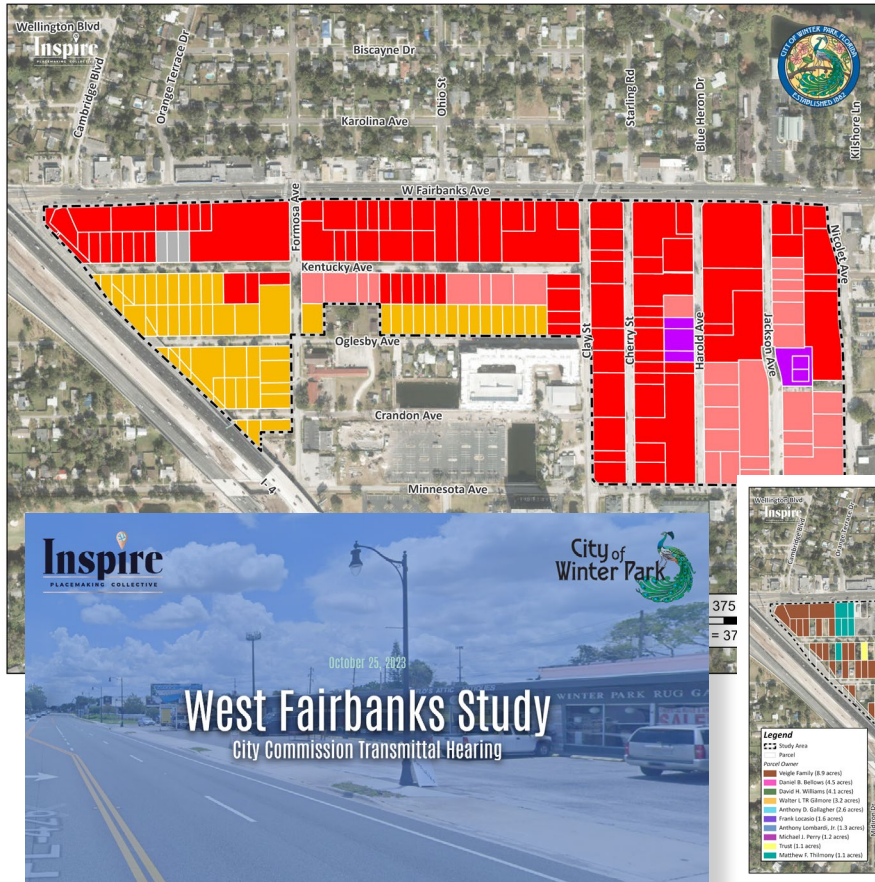 Wellington Blvd
Inspire
PLACEMAKING COLLECTIVE
Cambridge Blvd
Orange Terrace Dr
Biscayne Dr
Karolina Ave
Ohio St
Starling Rd
Blue Heron Dr
CITY OF WINTER PARK, FLORIDA
ESTABLISHED 1882
Kilshore Ln
W Fairbanks Ave
Formosa Ave
Kentucky Ave
Oglesby Ave
Clay St
Cherry St
Harold Ave
Jackson Ave
Nicolet Ave
Crandon Ave
Minnesota Ave
I-4
375
= 37
Inspire
PLACEMAKING COLLECTIVE
City of
Winter Park
October 25, 2023
West Fairbanks Study
City Commission Transmittal Hearing
WINTER PARK RUG GA
SALE
Wellington Blvd
Inspire
Cambridge Blvd
Orange Terrace Dr
Legend
Study Area
Parcel
Parcel Owner
Veigle Family (8.9 acres)
Daniel B. Bellows (4.5 acres)
David H. Williams (4.1 acres)
Walter L TR Gilmore (3.2 acres)
Anthony D. Gallagher (2.6 acres)
Frank Locasio (1.6 acres)
Anthony Lombardi, Jr. (1.3 acres)
Michael J. Perry (1.2 acres)
Trust (1.1 acres)
Matthew F. Thilmony (1.1 acres)